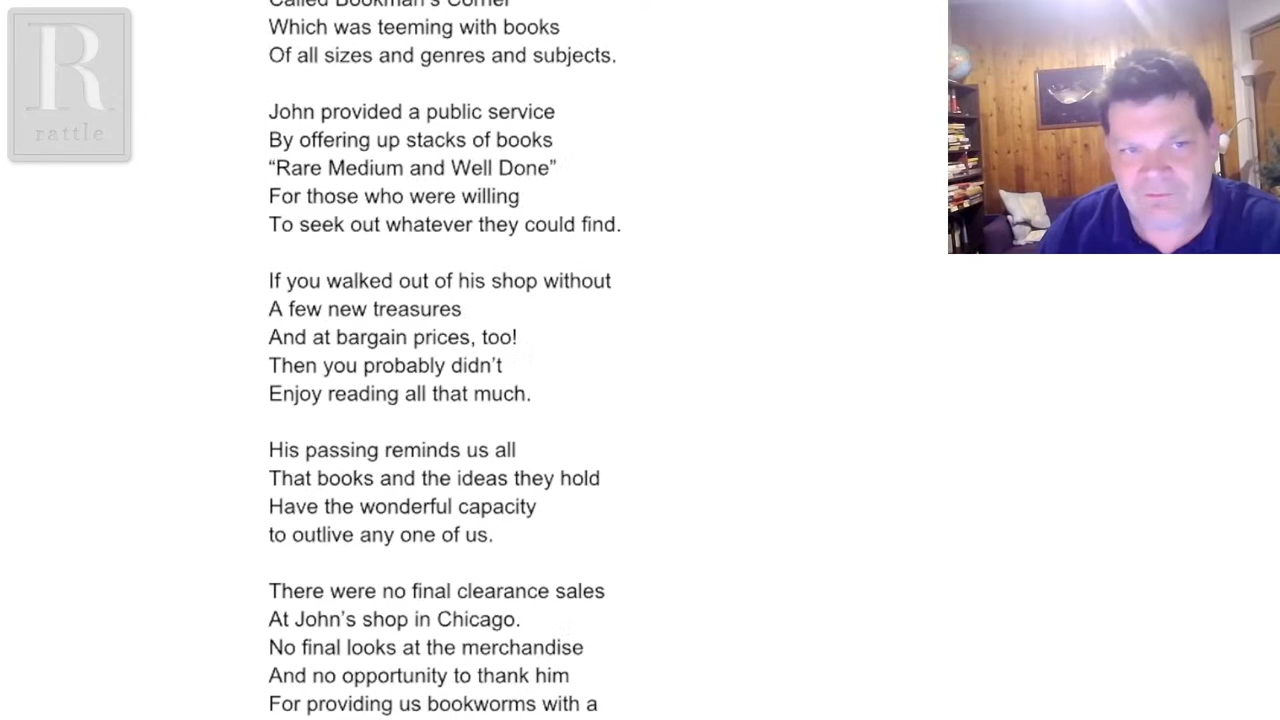 R
rattle
Called Bookman's Corner
Which was teeming with books
Of all sizes and genres and subjects.
John provided a public service
By offering up stacks of books
“Rare Medium and Well Done”
For those who were willing
To seek out whatever they could find.
If you walked out of his shop without
A few new treasures
And at bargain prices, too!
Then you probably didn’t
Enjoy reading all that much.
His passing reminds us all
That books and the ideas they hold
Have the wonderful capacity
to outlive any one of us.
There were no final clearance sales
At John’s shop in Chicago.
No final looks at the merchandise
And no opportunity to thank him
For providing us bookworms with a